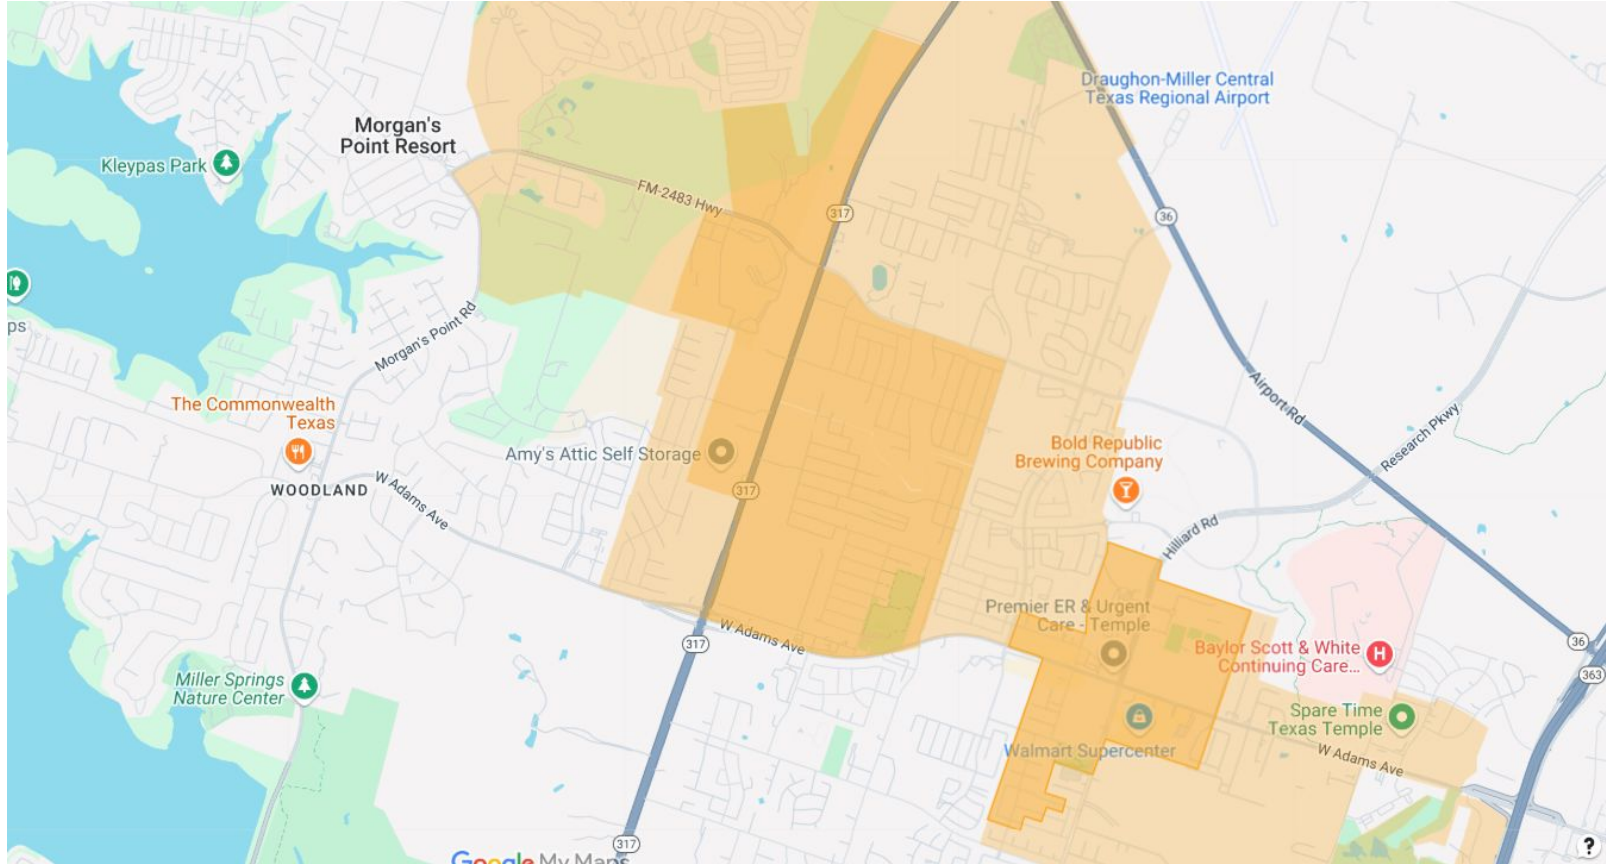 Draughon-Miller Central
Texas Regional Airport
Morgan's
Point Resort
Kleypas Park
FM-2483 Hwy
317
36
ps
Morgan's Point Rd
Airport Rd
The Commonwealth
Texas
Research Pkwy
Bold Republic
Brewing Company
Amy's Attic Self Storage
WOODLAND
317
W Adams Ave
Hilliard Rd
Premier ER & Urgent
Care - Temple
W Adams Ave
317
36
Baylor Scott & White
Continuing Care...
H
363
Miller Springs
Nature Center
Spare Time
Texas Temple
Walmart Supercenter
W Adams Ave
317
?
Google My Maps